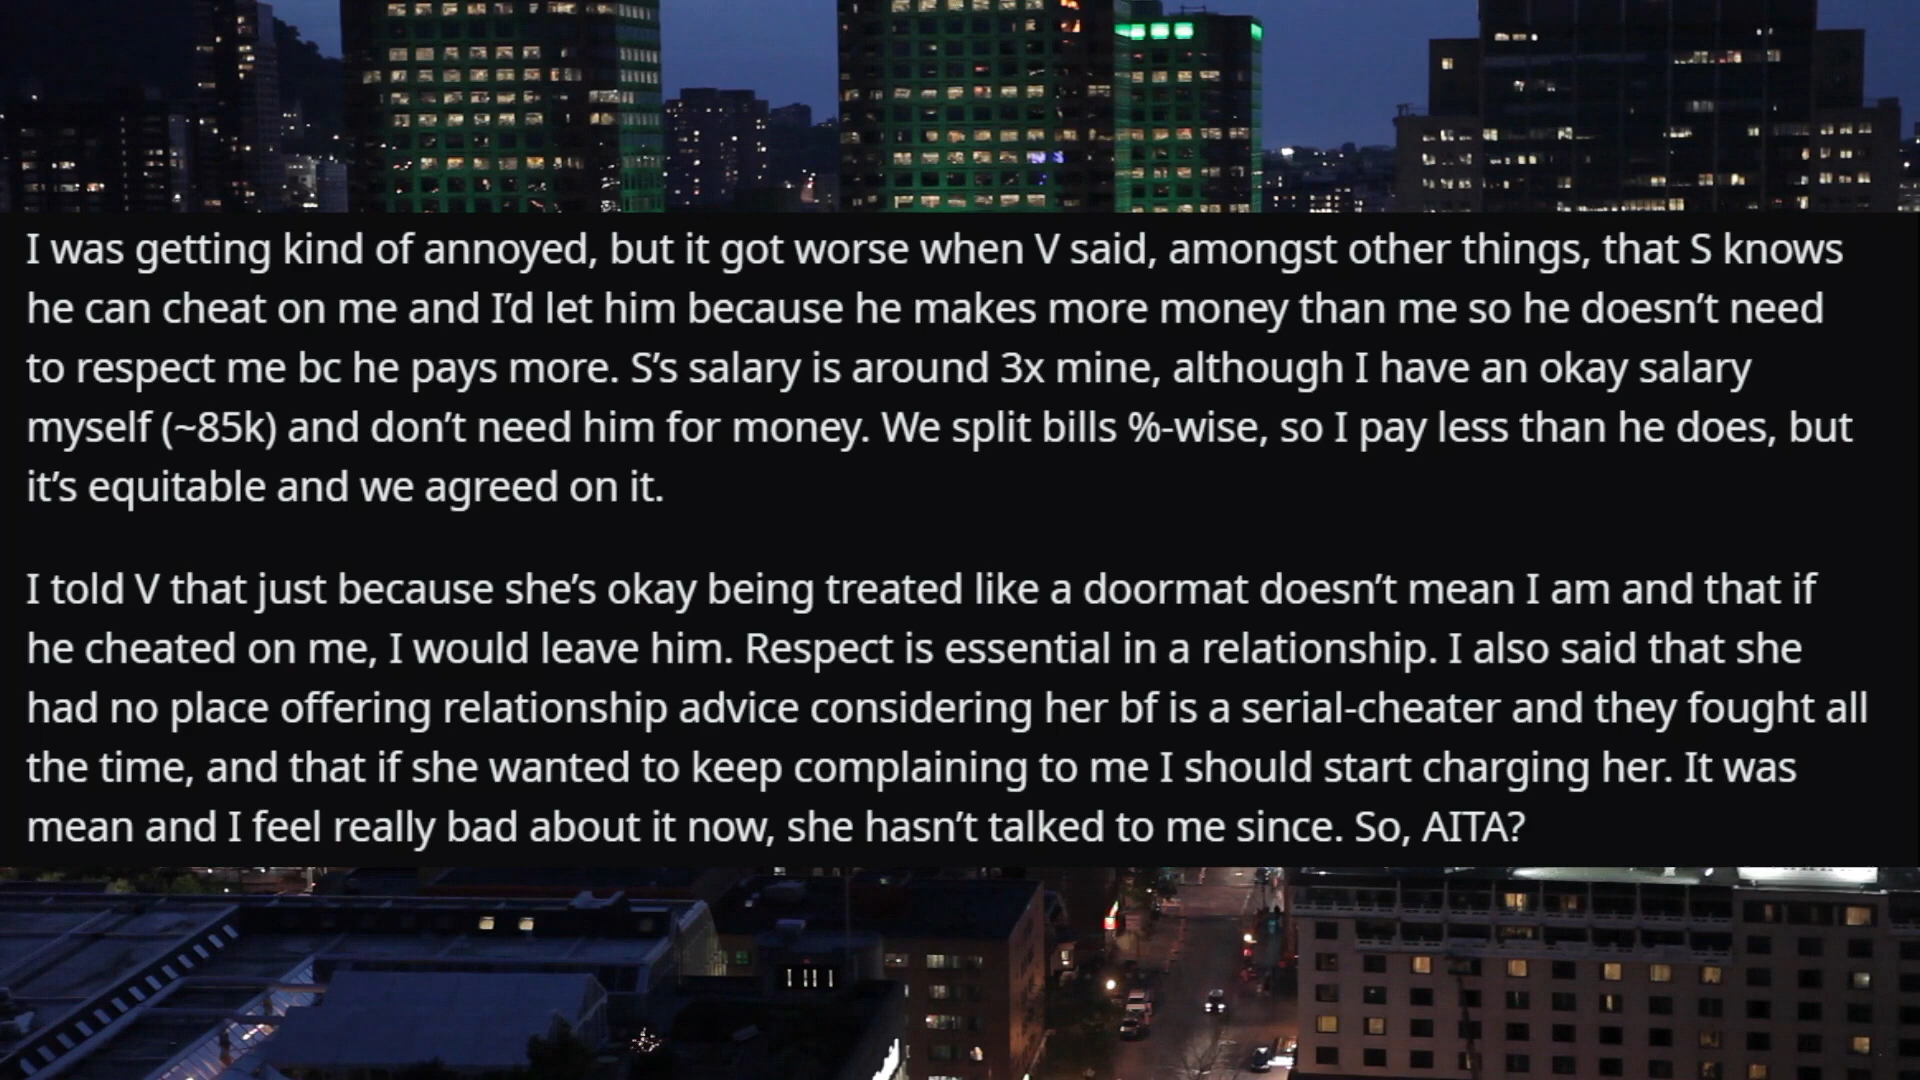 I was getting kind of annoyed, but it got worse when V said, amongst other things, that S knows
he can cheat on me and I’d let him because he makes more money than me so he doesn’t need
to respect me bc he pays more. S’s salary is around 3x mine, although I have an okay salary
myself (~85k) and don’t need him for money. We split bills %-wise, so I pay less than he does, but
it’s equitable and we agreed on it.
I told V that just because she’s okay being treated like a doormat doesn’t mean I am and that if
he cheated on me, I would leave him. Respect is essential in a relationship. I also said that she
had no place offering relationship advice considering her bf is a serial-cheater and they fought all
the time, and that if she wanted to keep complaining to me I should start charging her. It was
mean and I feel really bad about it now, she hasn’t talked to me since. So, AITA?